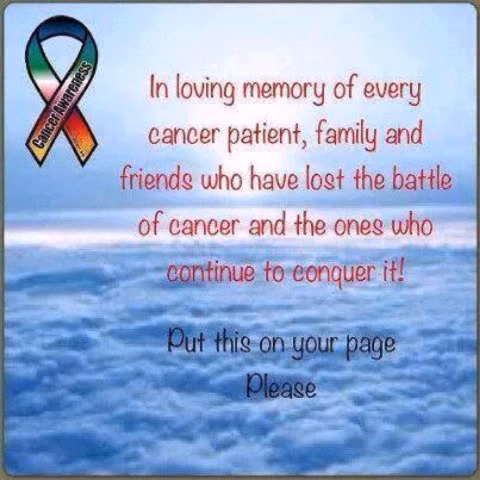 Cancer Awareness
In loving memory of every
cancer patient, family and
friends who have lost the battle
of cancer and the ones who
continue to conquer it!
Put this on your page
Please